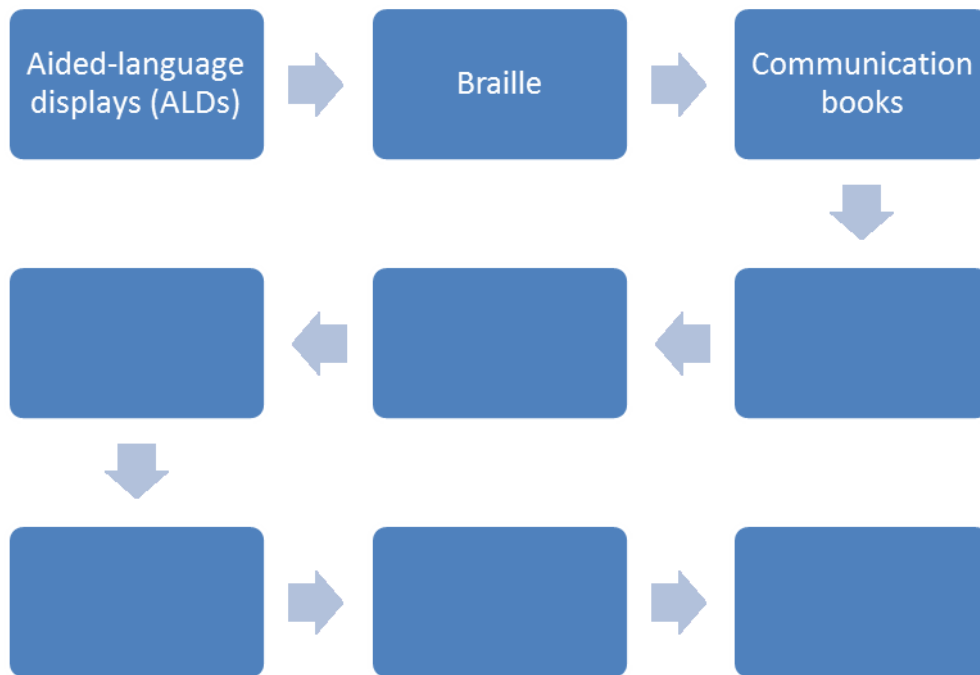 Aided-language
displays (ALDs)
Braille
Communication
books